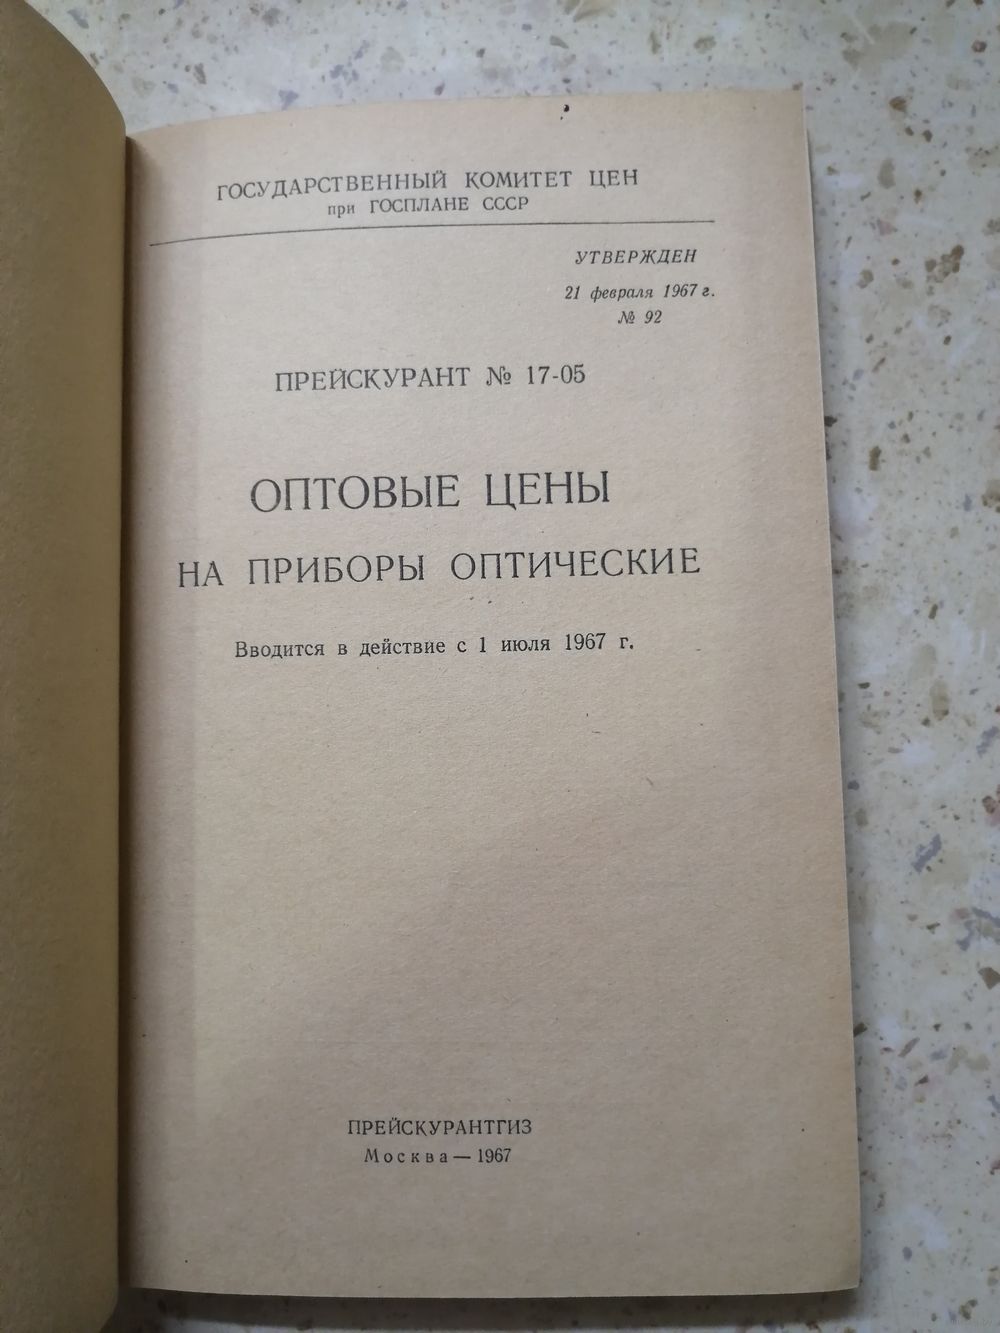 ГОСУДАРСТВЕННЫЙ КОМИТЕТ ЦЕН
при ГОСПЛАНЕ СССР
УТВЕРЖДЕН
21 февраля 1967 г.
№ 92
ПРЕЙСКУРАНТ № 17-05
ОПТОВЫЕ ЦЕНЫ
НА ПРИБОРЫ ОПТИЧЕСКИЕ
Вводится в действие с 1 июля 1967 г.
ПРЕЙСКУРАНТГИЗ
Москва — 1967